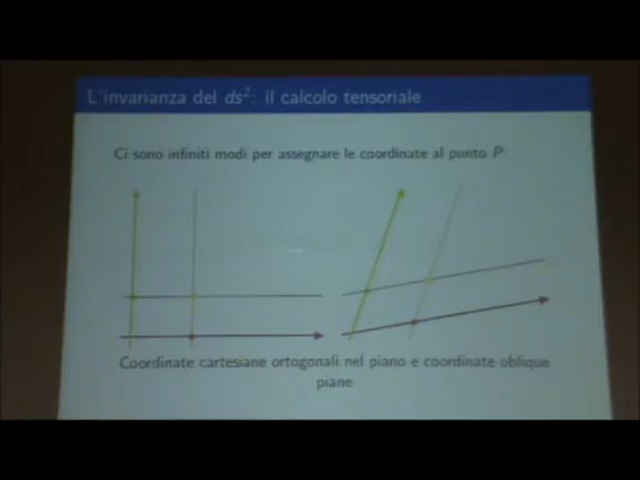 L'invarianza del ds²: il calcolo tensoriale
Ci sono infiniti modi per assegnare le coordinate al punto P:
Coordinate cartesiane ortogonali nel piano e coordinate oblique
piane